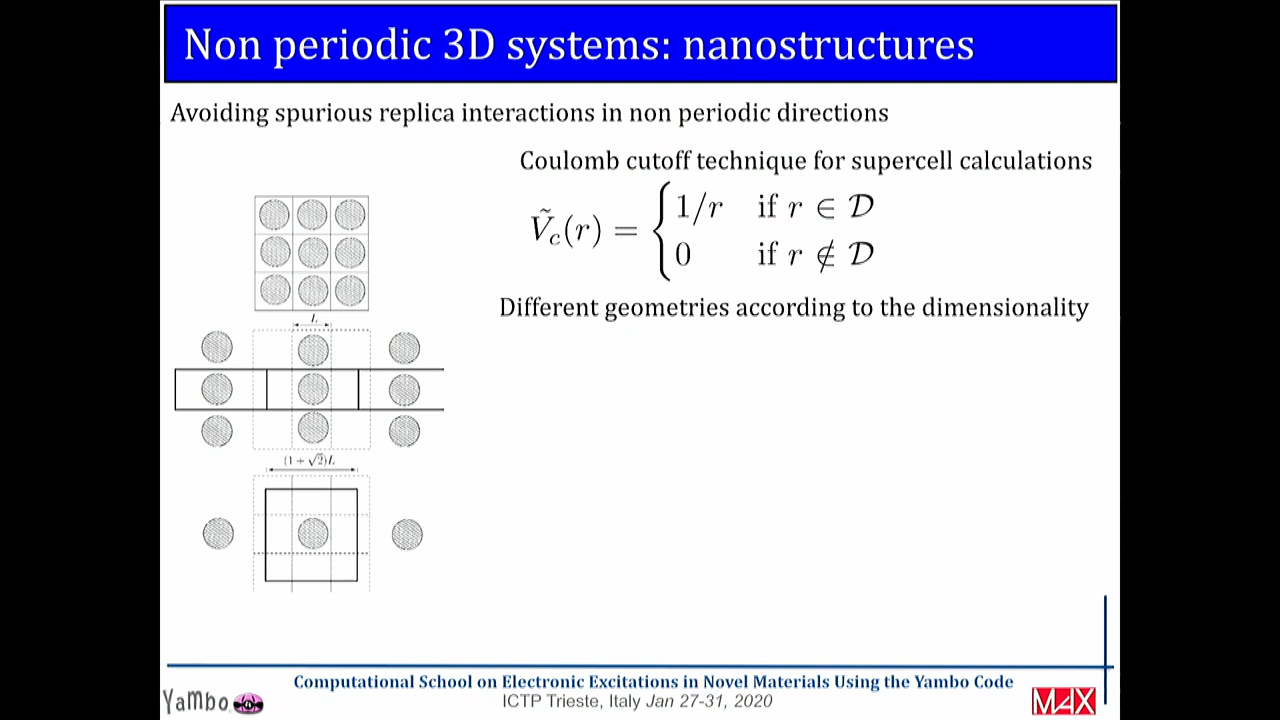 Non periodic 3D systems: nanostructures
Avoiding spurious replica interactions in non periodic directions
Coulomb cutoff technique for supercell calculations
Ṽc(r) = { 1/r if r ∈ 𝒟
0 if r ∉ 𝒟
Different geometries according to the dimensionality
L
(1 + √2)L
Computational School on Electronic Excitations in Novel Materials Using the Yambo Code
ICTP Trieste, Italy Jan 27-31, 2020
Yambo
MAX